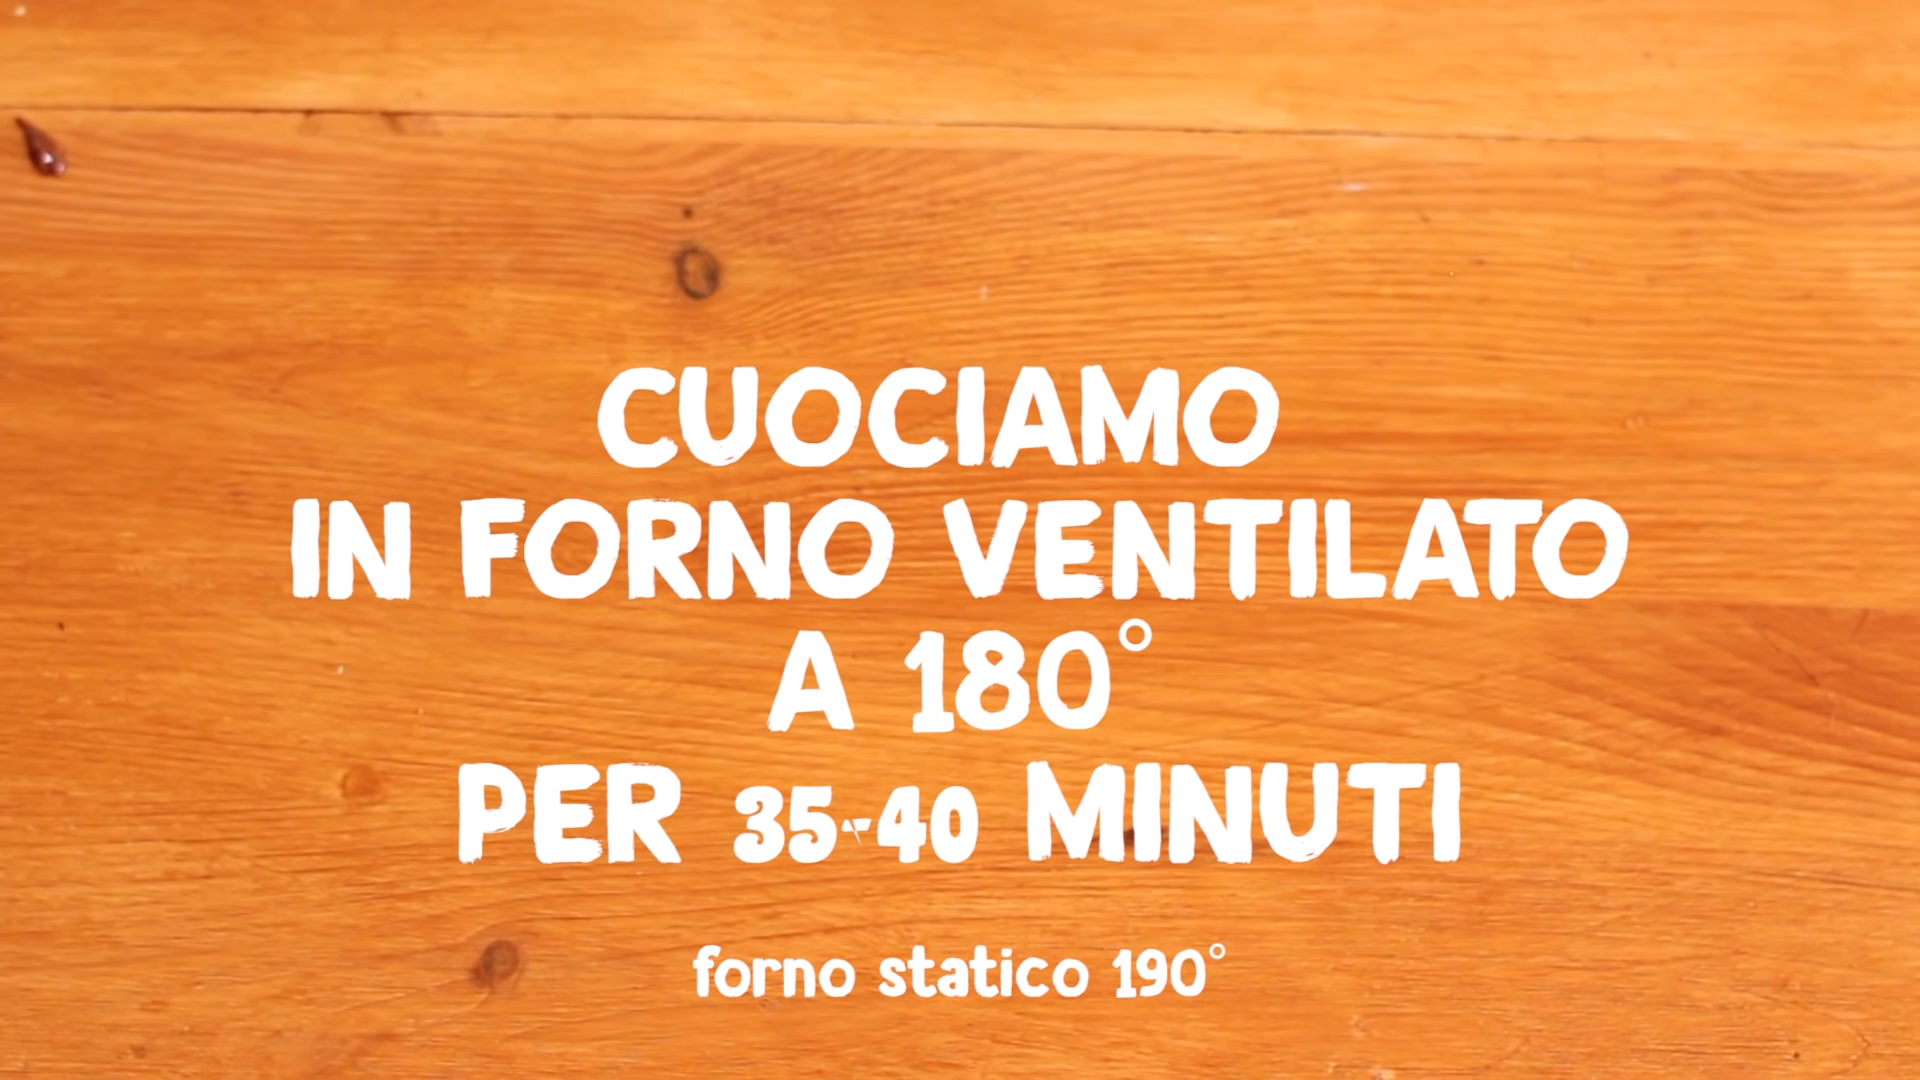 CUOCIAMO
IN FORNO VENTILATO
A 180°
PER 35-40 MINUTI
forno statico 190°